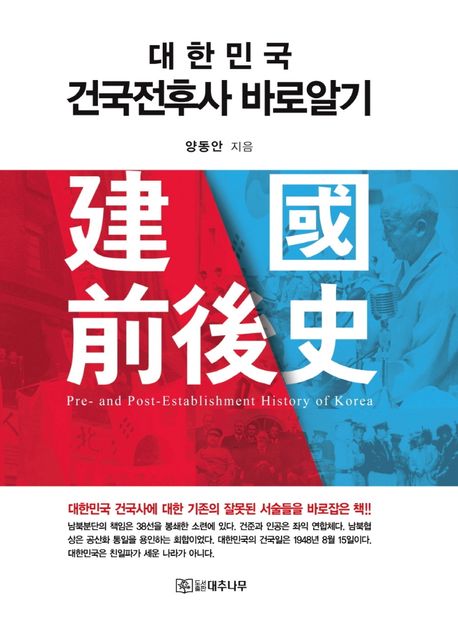 대한민국
건국전후사 바로알기
양동안 지음
建國
前後史
Pre- and Post-Establishment History of Korea
대한민국 건국사에 대한 기존의 잘못된 서술들을 바로잡은 책!!
남북분단의 책임은 38선을 봉쇄한 소련에 있다. 건준과 인공은 좌익 연합체다. 남북협
상은 공산화 통일을 용인하는 회합이었다. 대한민국의 건국일은 1948년 8월 15일이다.
대한민국은 친일파가 세운 나라가 아니다.
도서출판 대추나무